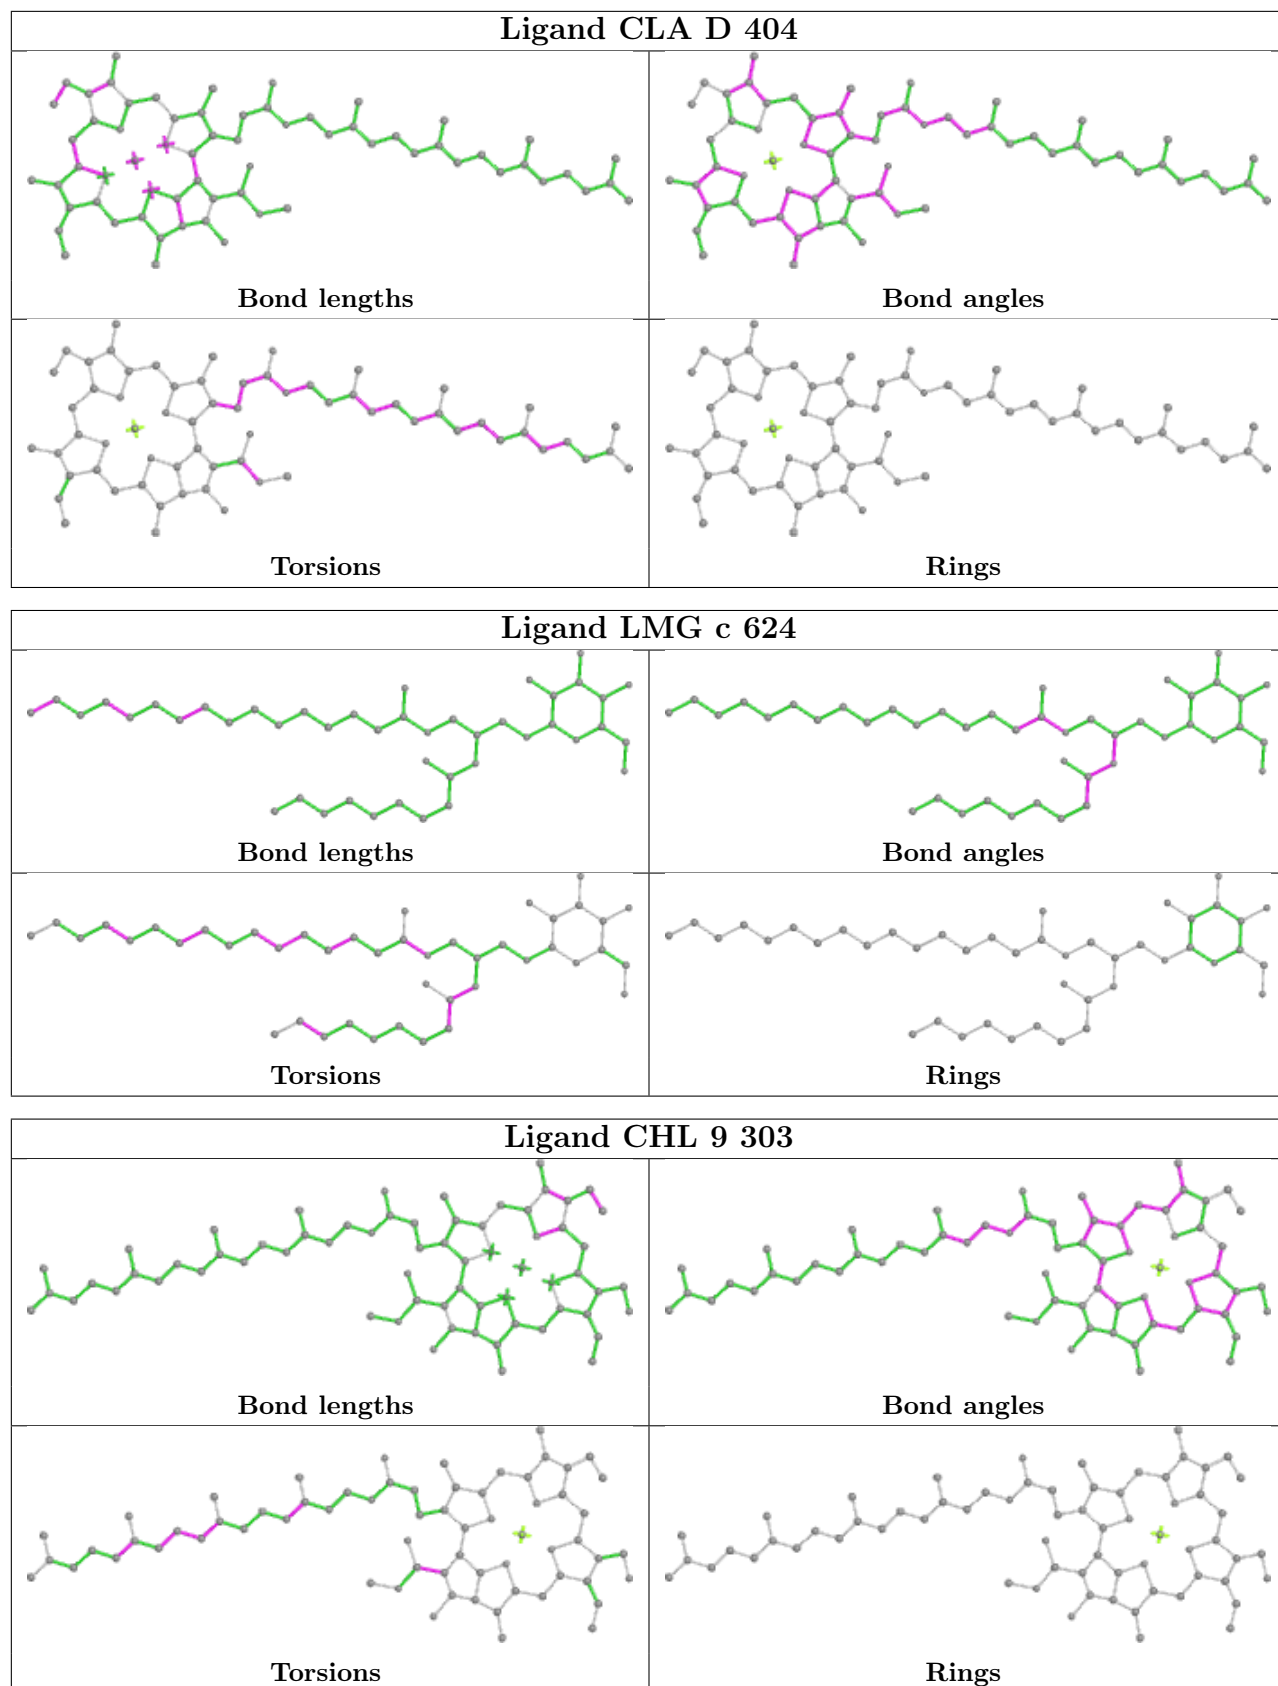 Ligand CLA D 404
Bond lengths
Bond angles
Torsions
Rings
Ligand LMG c 624
Bond lengths
Bond angles
Torsions
Rings
Ligand CHL 9 303
Bond lengths
Bond angles
Torsions
Rings